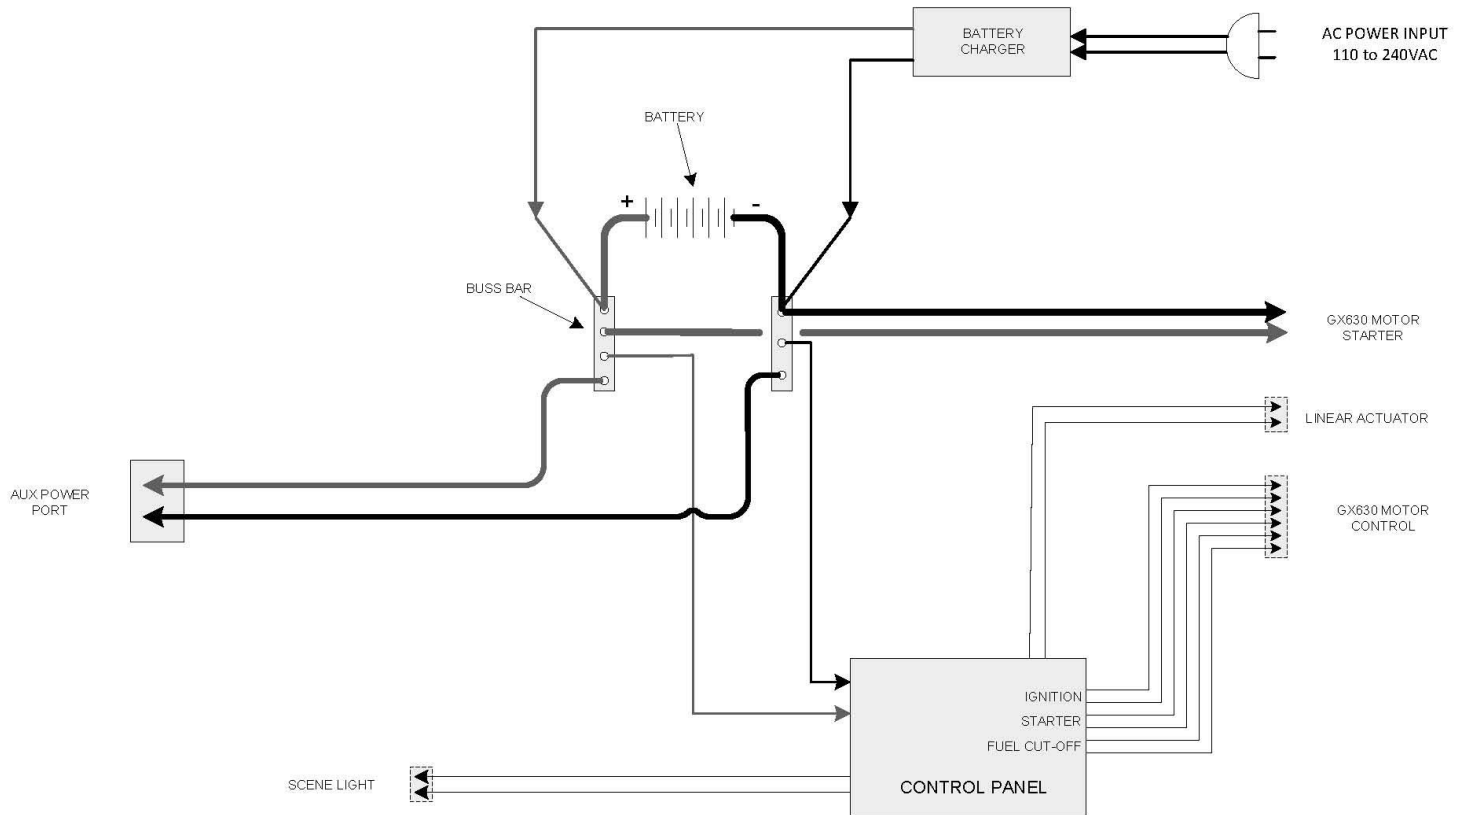 BATTERY
CHARGER
AC POWER INPUT
110 to 240VAC
BATTERY
+
-
BUSS BAR
GX630 MOTOR
STARTER
LINEAR ACTUATOR
AUX POWER
PORT
GX630 MOTOR
CONTROL
IGNITION
STARTER
FUEL CUT-OFF
CONTROL PANEL
SCENE LIGHT